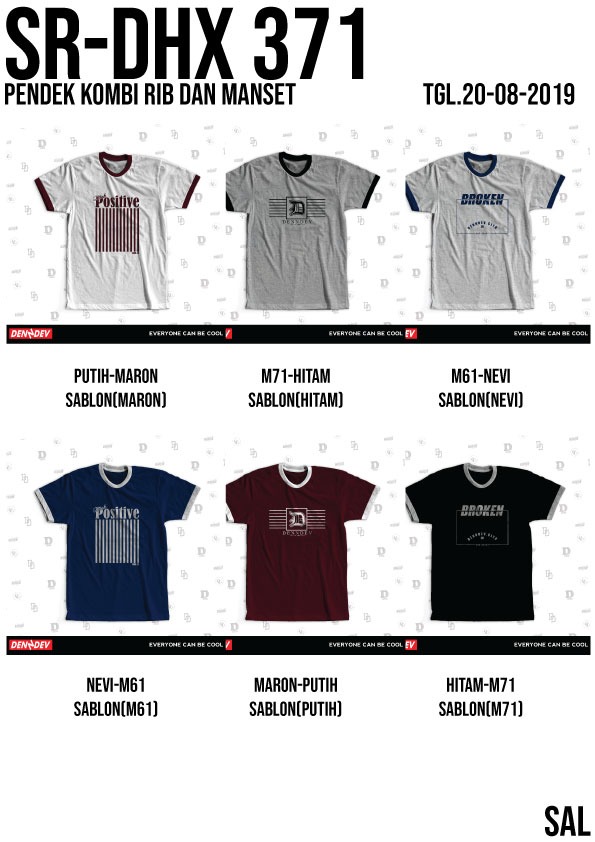 SR-DHX 371
PENDEK KOMBI RIB DAN MANSET
TGL.20-08-2019
Positive
D
DENNDEV
BROKEN
DENNDEV
EVERYONE CAN BE COOL
EVERYONE CAN BE COOL
EV
EVERYONE CAN BE COOL
PUTIH-MARON
M71-HITAM
M61-NEVI
SABLON(MARON)
SABLON(HITAM)
SABLON(NEVI)
Positive
D
DENNDEV
BROKEN
DENNDEV
EVERYONE CAN BE COOL
EVERYONE CAN BE COOL
EV
EVERYONE CAN BE COOL
NEVI-M61
MARON-PUTIH
HITAM-M71
SABLON(M61)
SABLON(PUTIH)
SABLON(M71)
SAL